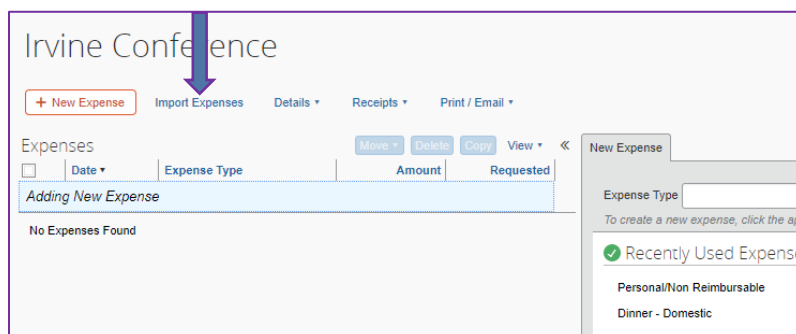 Irvine Conference
+ New Expense Import Expenses Details Receipts Print / Email
Expenses Move Delete Copy View « New Expense
Date Expense Type Amount Requested
Adding New Expense
No Expenses Found
Expense Type
To create a new expense, click the
Recently Used
Personal/Non Reimbursable
Dinner - Domestic